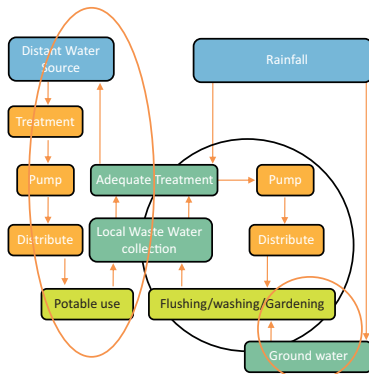 Distant Water
Source
Rainfall
Treatment
Pump
Adequate Treatment
Pump
Distribute
Local Waste Water
collection
Distribute
Potable use
Flushing/washing/Gardening
Ground water